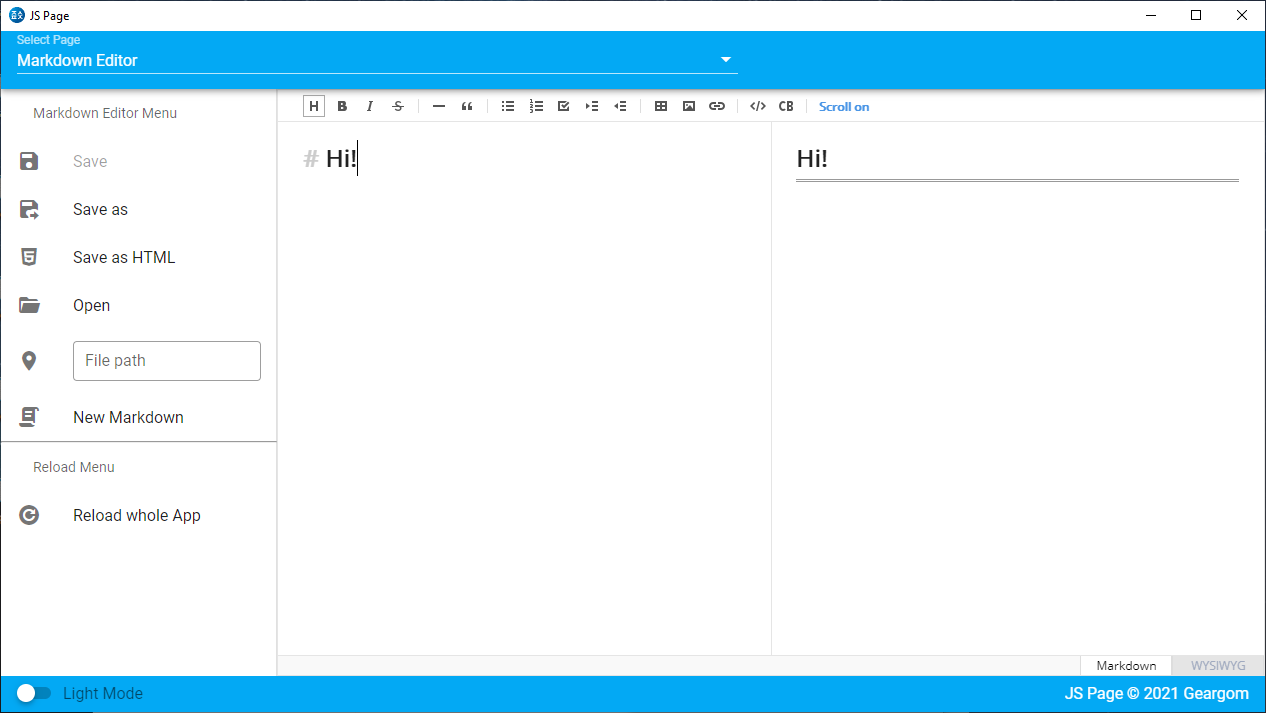 JS Page
Select Page
Markdown Editor
Markdown Editor Menu
Save
Save as
Save as HTML
Open
File path
New Markdown
Reload Menu
Reload whole App
H B I S “ </> CB Scroll on
# Hi!
Hi!
Markdown WYSIWYG
Light Mode
JS Page © 2021 Geargom